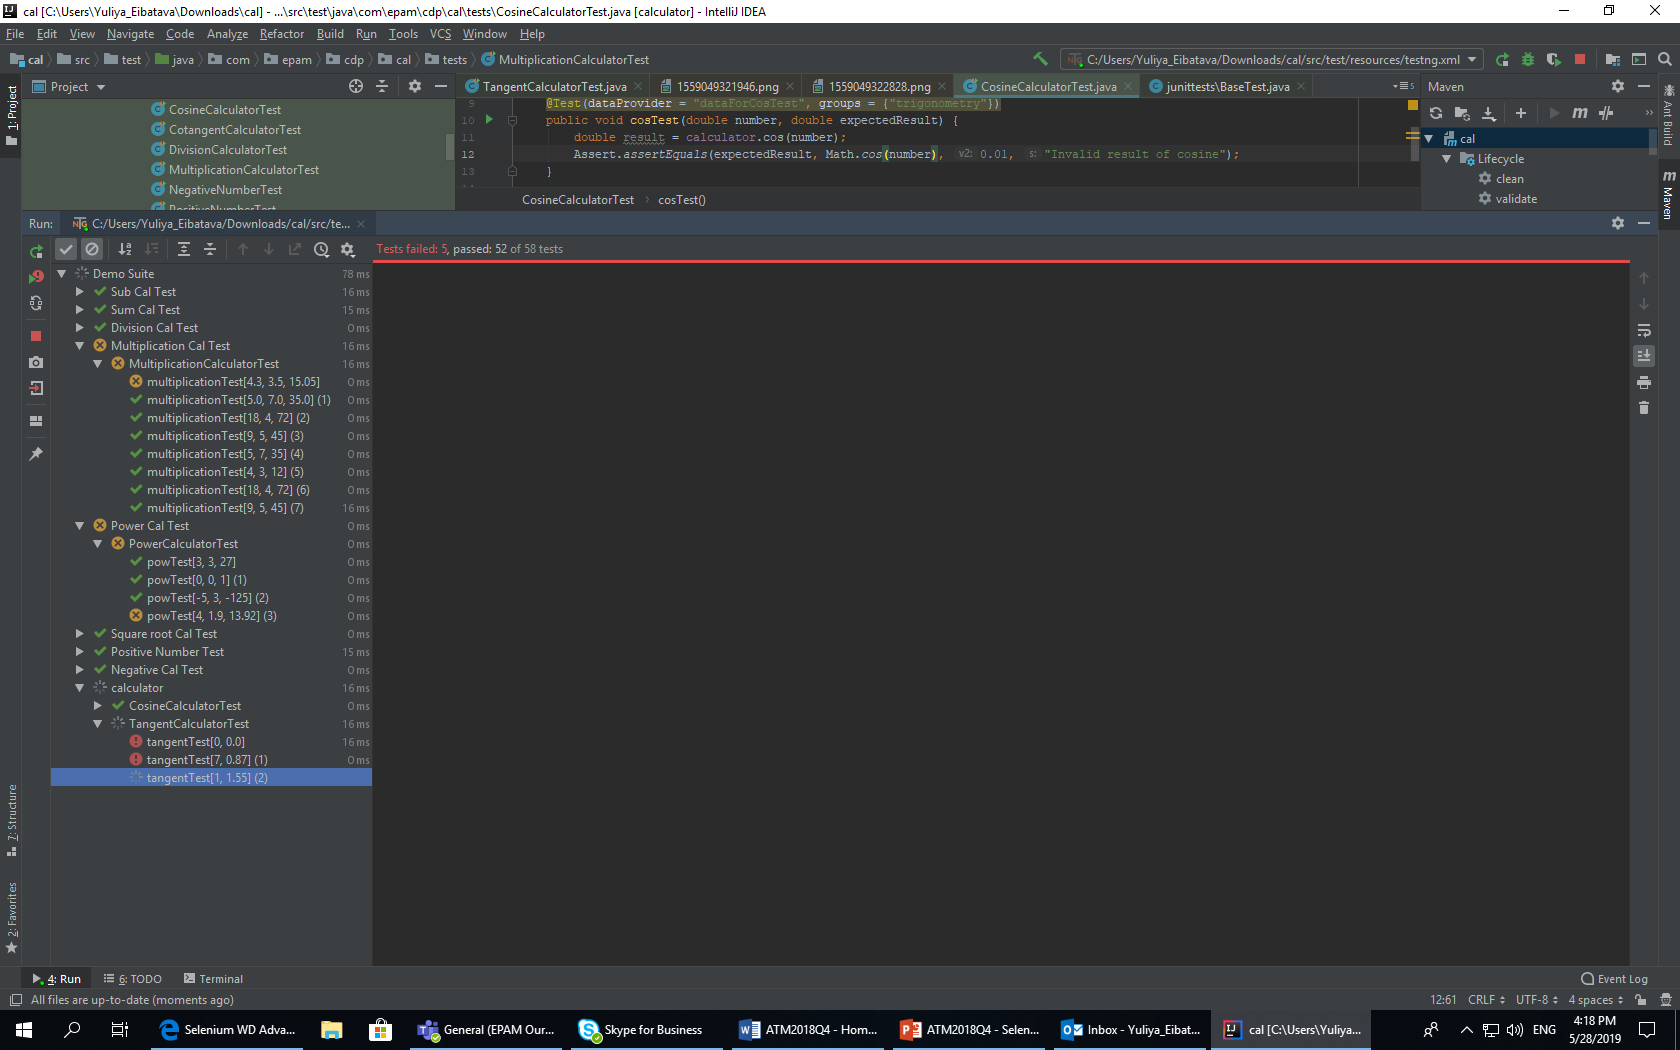 cal [C:\Users\Yuliya_Eibatava\Downloads\cal] - ...\src\test\java\com\epam\cdp\cal\tests\CosineCalculatorTest.java [calculator] - IntelliJ IDEA
File Edit View Navigate Code Analyze Refactor Build Run Tools VCS Window Help
cal src test java com epam cdp cal tests MultiplicationCalculatorTest C:/Users/Yuliya_Eibatava/Downloads/cal/src/test/resources/testng.xml
1: Project
Project
CosineCalculatorTest
CotangentCalculatorTest
DivisionCalculatorTest
MultiplicationCalculatorTest
NegativeNumberTest
PositiveNumberTest
TangentCalculatorTest.java 1559049321946.png 1559049322828.png CosineCalculatorTest.java junittests\BaseTest.java
9 @Test(dataProvider = "dataForCosTest", groups = {"trigonometry"})
10 public void cosTest(double number, double expectedResult) {
11 double result = calculator.cos(number);
12 Assert.assertEquals(expectedResult, Math.cos(number), v2: 0.01, s: "Invalid result of cosine");
13 }
CosineCalculatorTest cosTest()
Maven
cal
Lifecycle
clean
validate
Ant Build
Maven
Run: C:/Users/Yuliya_Eibatava/Downloads/cal/src/te...
Tests failed: 5, passed: 52 of 58 tests
Demo Suite 78 ms
Sub Cal Test 16 ms
Sum Cal Test 15 ms
Division Cal Test 0 ms
Multiplication Cal Test 16 ms
MultiplicationCalculatorTest 16 ms
multiplicationTest[4.3, 3.5, 15.05] 0 ms
multiplicationTest[5.0, 7.0, 35.0] (1) 0 ms
multiplicationTest[18, 4, 72] (2) 0 ms
multiplicationTest[9, 5, 45] (3) 0 ms
multiplicationTest[5, 7, 35] (4) 0 ms
multiplicationTest[4, 3, 12] (5) 0 ms
multiplicationTest[18, 4, 72] (6) 0 ms
multiplicationTest[9, 5, 45] (7) 16 ms
Power Cal Test 0 ms
PowerCalculatorTest 0 ms
powTest[3, 3, 27] 0 ms
powTest[0, 0, 1] (1) 0 ms
powTest[-5, 3, -125] (2) 0 ms
powTest[4, 1.9, 13.92] (3) 0 ms
Square root Cal Test 0 ms
Positive Number Test 15 ms
Negative Cal Test 0 ms
calculator 16 ms
CosineCalculatorTest 0 ms
TangentCalculatorTest 16 ms
tangentTest[0, 0.0] 16 ms
tangentTest[7, 0.87] (1) 0 ms
tangentTest[1, 1.55] (2)
7: Structure
2: Favorites
4: Run 6: TODO Terminal Event Log
All files are up-to-date (moments ago) 12:61 CRLF UTF-8 4 spaces
Selenium WD Adva... General (EPAM Our... Skype for Business ATM2018Q4 - Hom... ATM2018Q4 - Selen... Inbox - Yuliya_Eibat... cal [C:\Users\Yuliya... ENG 4:18 PM
5/28/2019